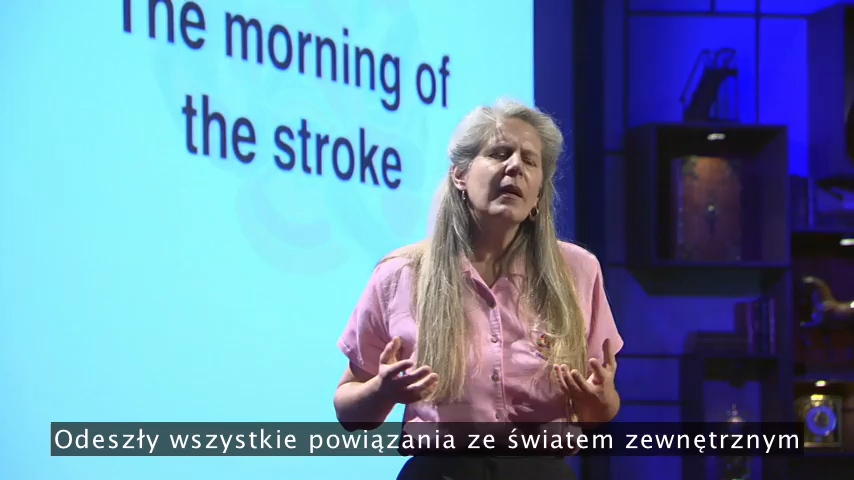 The morning of
the stroke
Odeszły wszystkie powiązania ze światem zewnętrznym